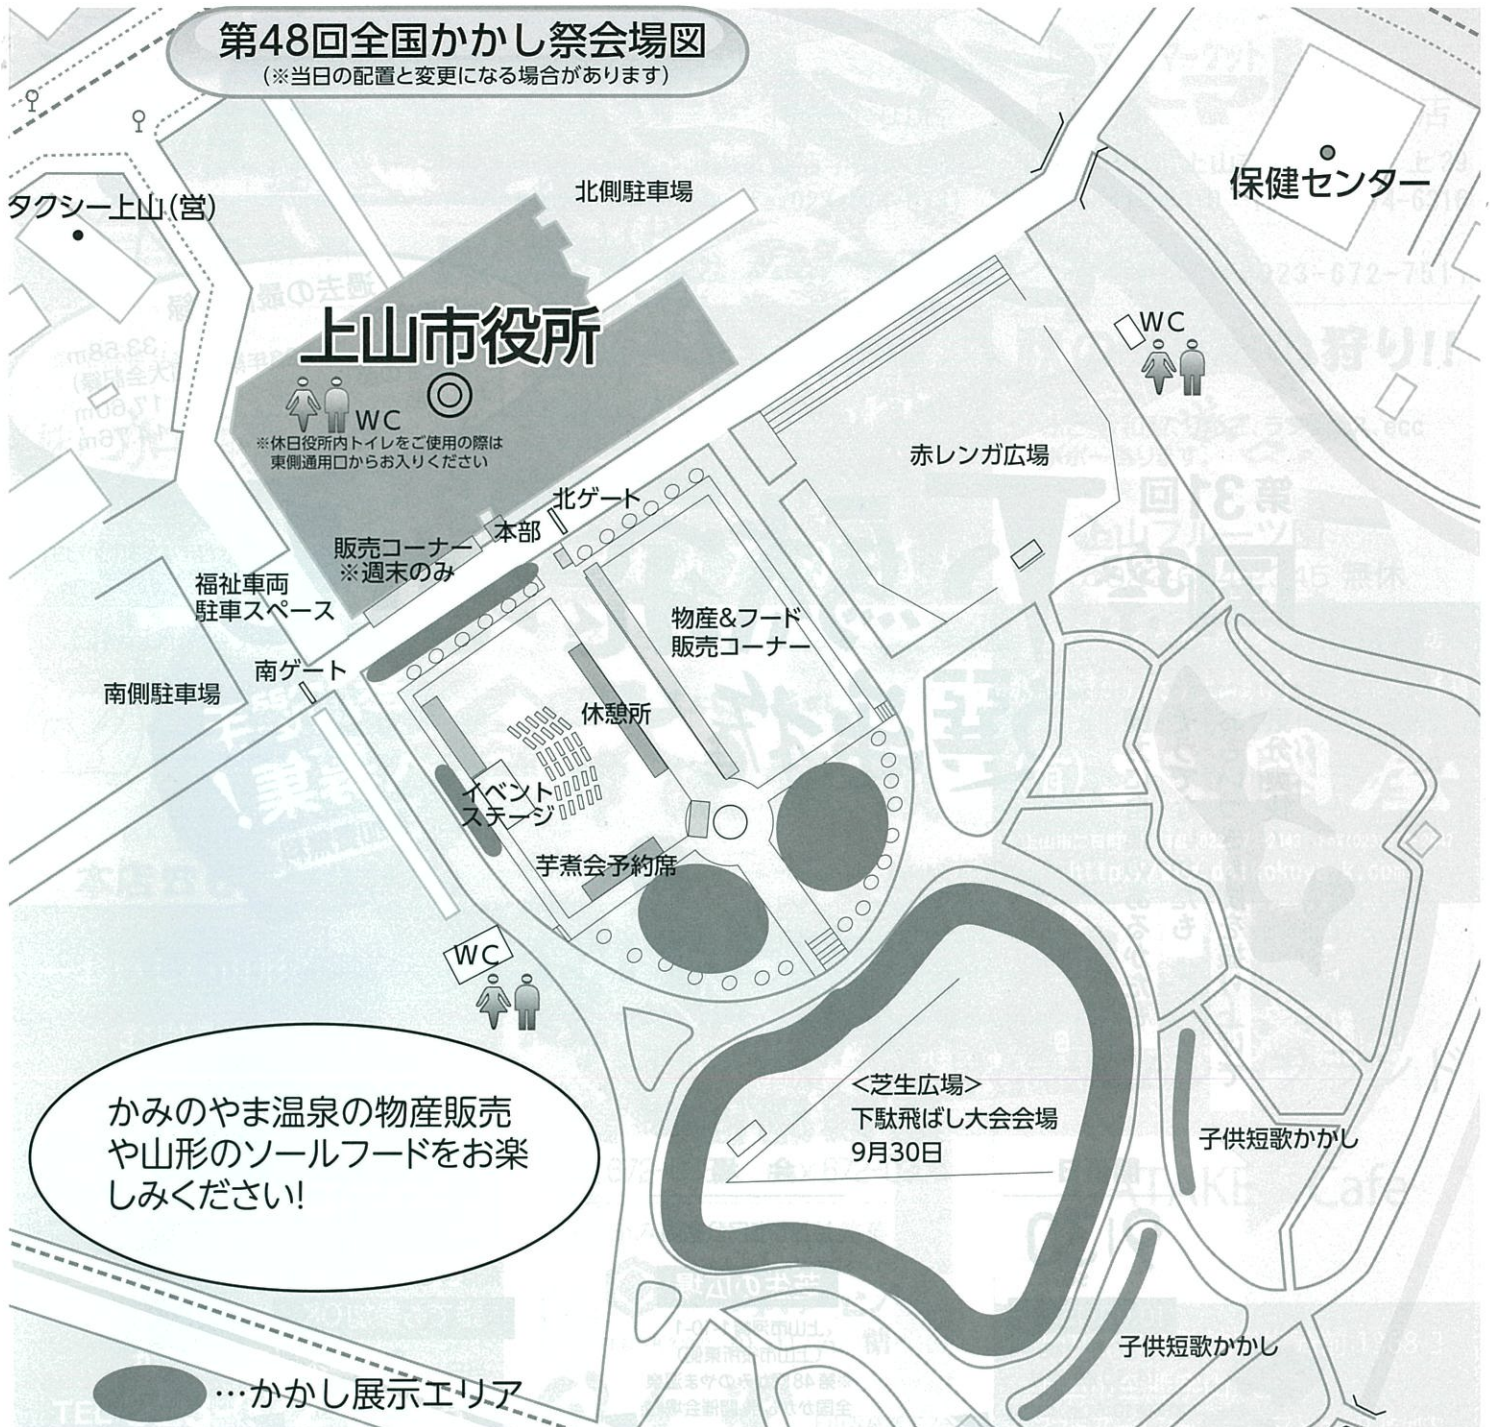 第48回全国かかし祭会場図
(※当日の配置と変更になる場合があります)
タクシー上山(営)
北側駐車場
保健センター
上山市役所
WC
※休日役所内トイレをご使用の際は
東側通用口からお入りください
WC
赤レンガ広場
北ゲート
本部
販売コーナー
※週末のみ
福祉車両
駐車スペース
物産&フード
販売コーナー
南ゲート
南側駐車場
休憩所
イベント
ステージ
芋煮会予約席
WC
<芝生広場>
下駄飛ばし大会会場
9月30日
かみのやま温泉の物産販売
や山形のソールフードをお楽
しみください!
子供短歌かかし
子供短歌かかし
…かかし展示エリア